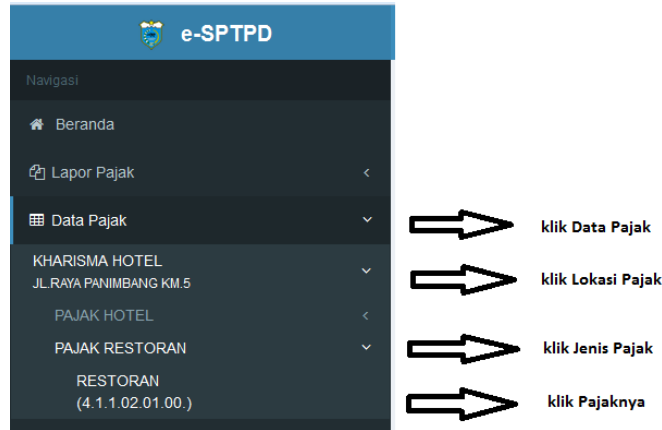 e-SPTPD
Navigasi
Beranda
Lapor Pajak
Data Pajak
klik Data Pajak
KHARISMA HOTEL
JL.RAYA PANIMBANG KM.5
klik Lokasi Pajak
PAJAK HOTEL
PAJAK RESTORAN
klik Jenis Pajak
RESTORAN
(4.1.1.02.01.00.)
klik Pajaknya